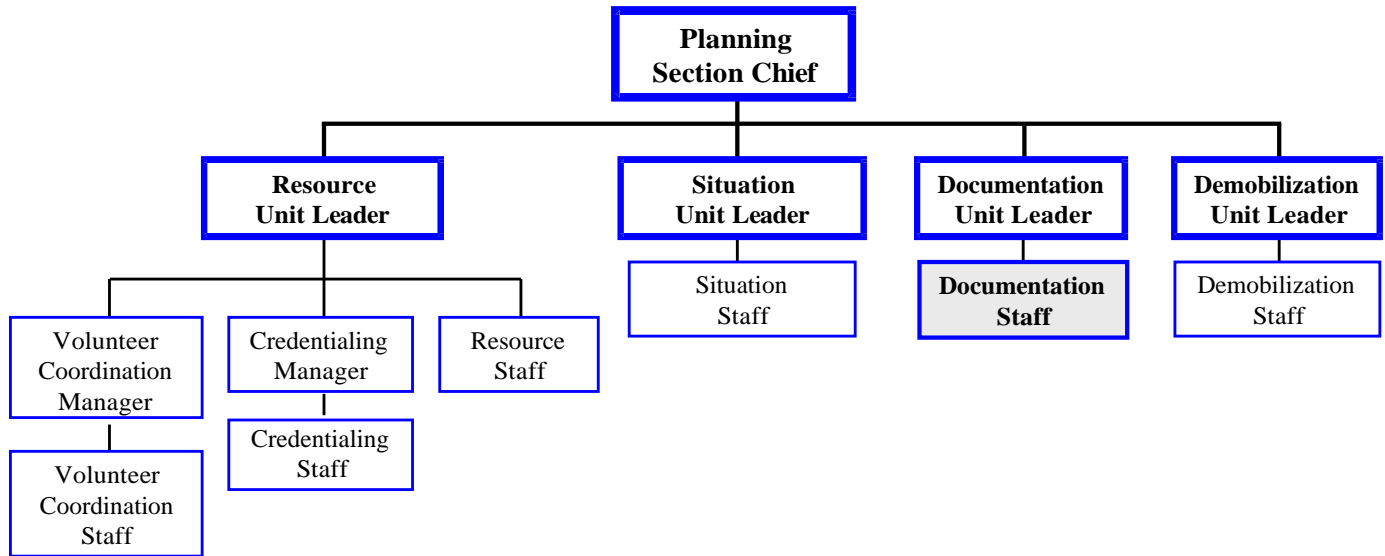 Planning
Section Chief
Resource
Unit Leader
Situation
Unit Leader
Documentation
Unit Leader
Demobilization
Unit Leader
Situation
Staff
Documentation
Staff
Demobilization
Staff
Volunteer
Coordination
Manager
Credentialing
Manager
Resource
Staff
Credentialing
Staff
Volunteer
Coordination
Staff